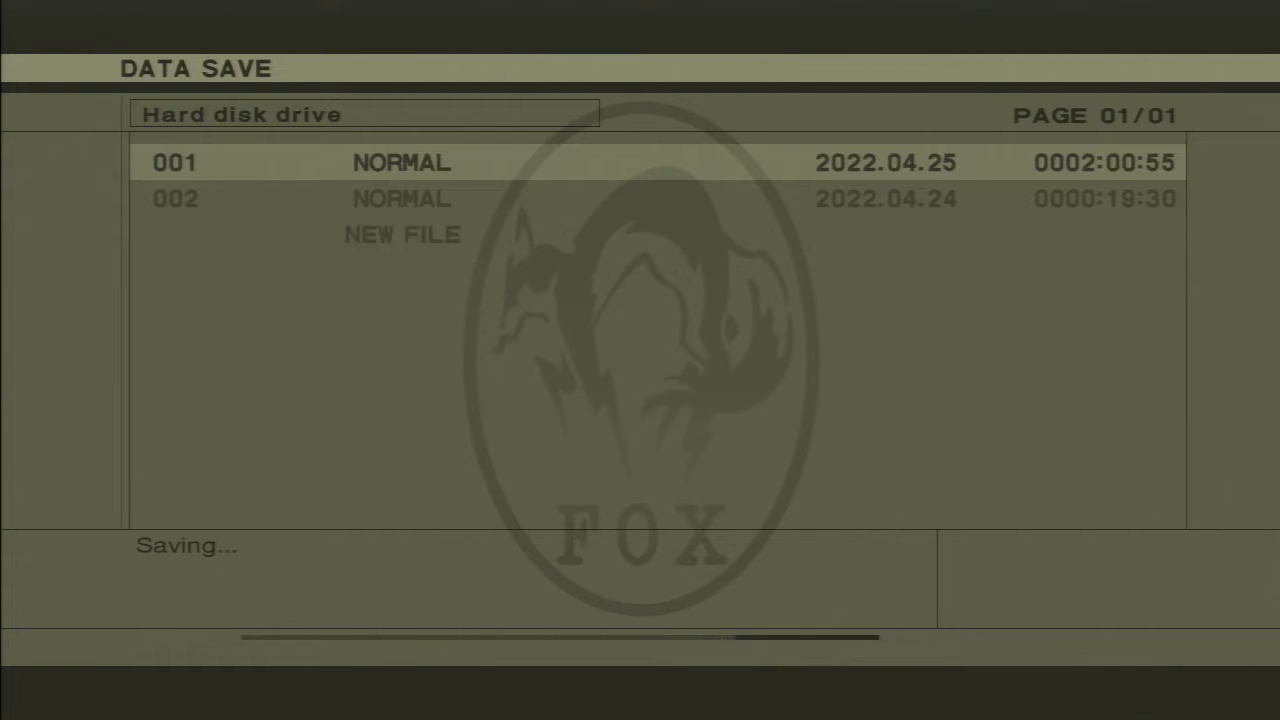 DATA SAVE
Hard disk drive PAGE 01/01
001 NORMAL 2022.04.25 0002:00:55
002 NORMAL 2022.04.24 0000:19:30
NEW FILE
FOX
Saving...